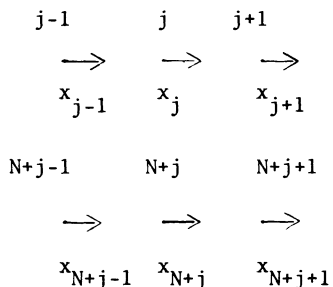 j-1 j j+1
x_{j-1} x_j x_{j+1}
N+j-1 N+j N+j+1
x_{N+j-1} x_{N+j} x_{N+j+1}